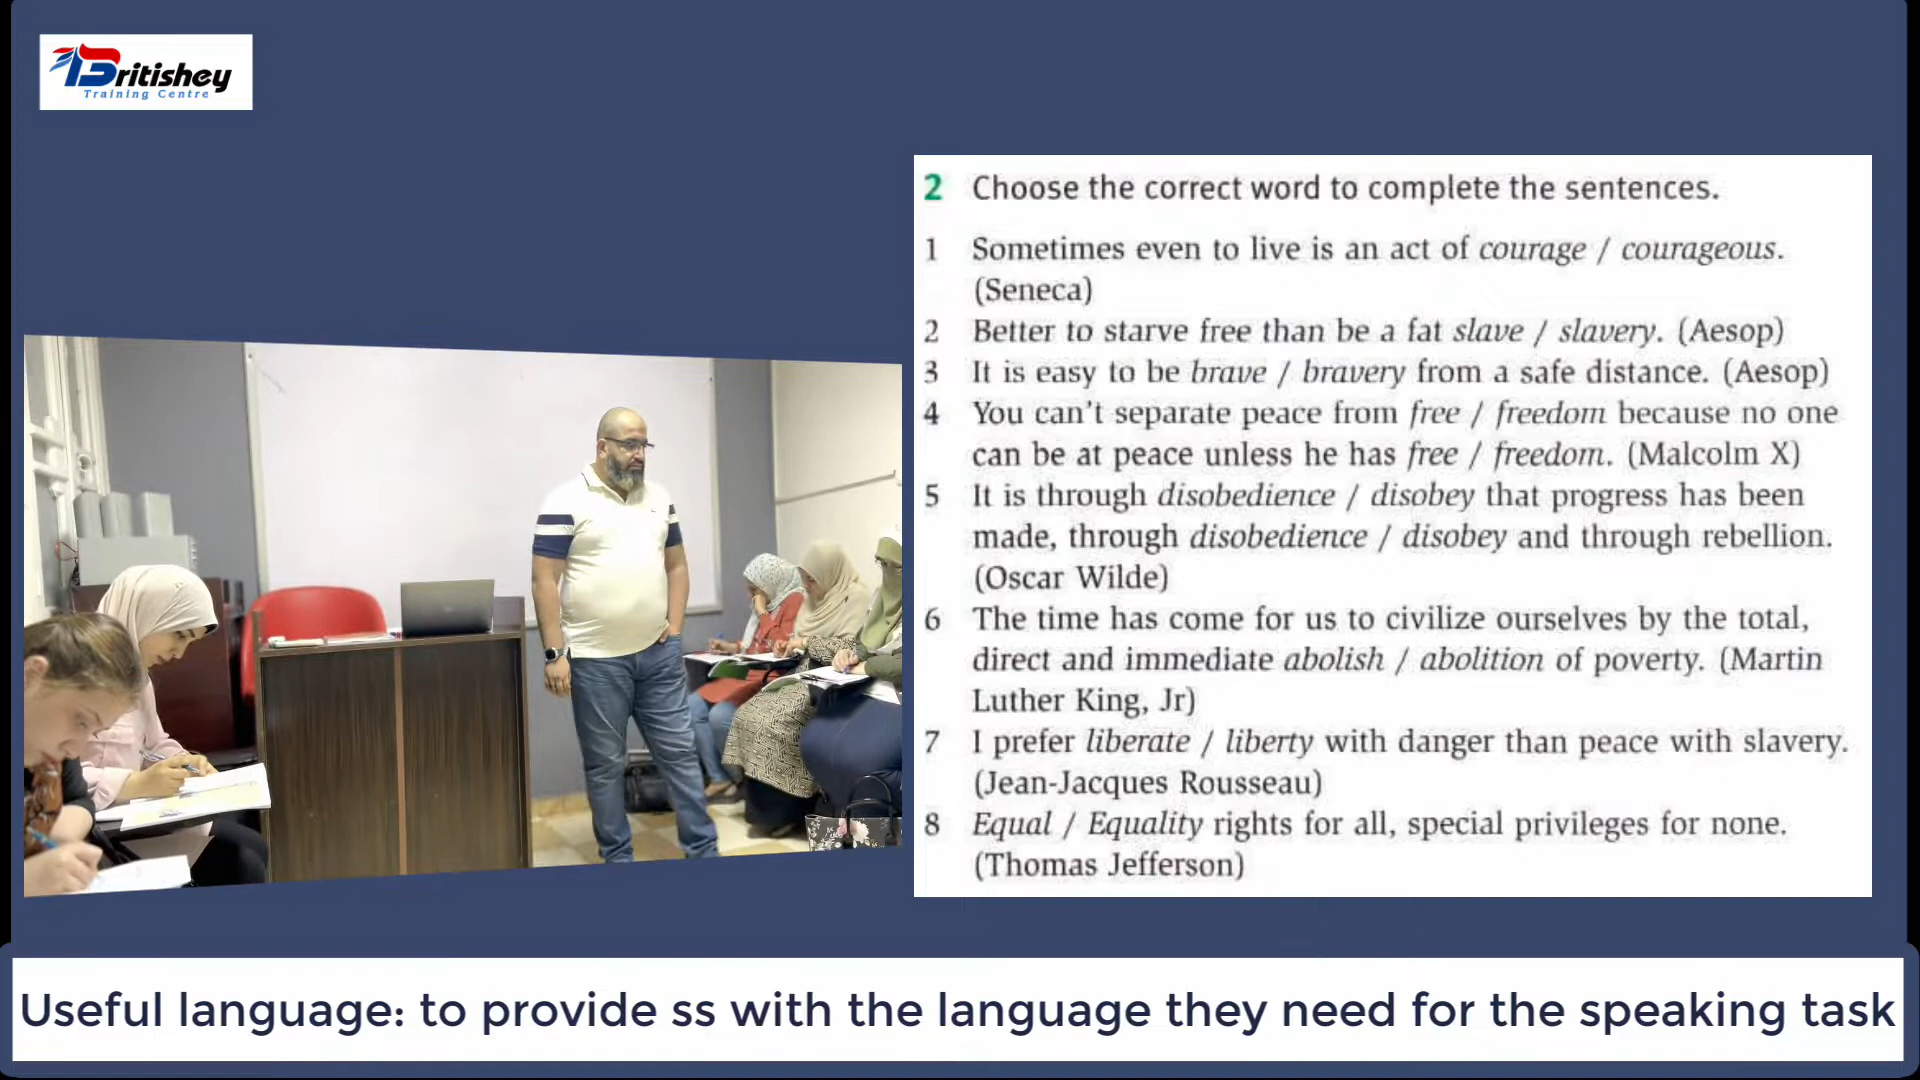 Britishey
Training Centre
2 Choose the correct word to complete the sentences.
1 Sometimes even to live is an act of courage / courageous.
(Seneca)
2 Better to starve free than be a fat slave / slavery. (Aesop)
3 It is easy to be brave / bravery from a safe distance. (Aesop)
4 You can't separate peace from free / freedom because no one
can be at peace unless he has free / freedom. (Malcolm X)
5 It is through disobedience / disobey that progress has been
made, through disobedience / disobey and through rebellion.
(Oscar Wilde)
6 The time has come for us to civilize ourselves by the total,
direct and immediate abolish / abolition of poverty. (Martin
Luther King, Jr)
7 I prefer liberate / liberty with danger than peace with slavery.
(Jean-Jacques Rousseau)
8 Equal / Equality rights for all, special privileges for none.
(Thomas Jefferson)
Useful language: to provide ss with the language they need for the speaking task